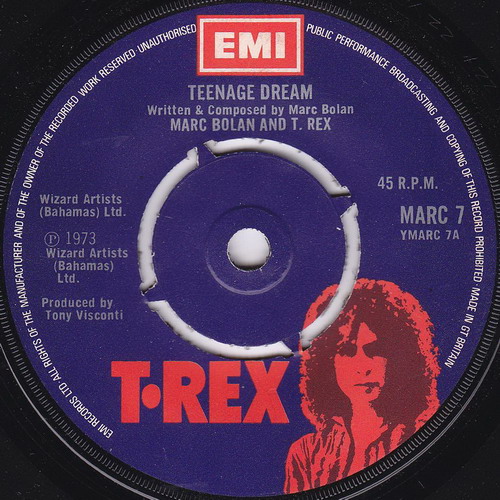 EMI RECORDS LTD ALL RIGHTS OF THE MANUFACTURER AND OF THE OWNER OF THE RECORDED WORK RESERVED UNAUTHORISED
PUBLIC PERFORMANCE BROADCASTING AND COPYING OF THIS RECORD PROHIBITED MADE IN GT BRITAIN
EMI
TEENAGE DREAM
Written & Composed by Marc Bolan
MARC BOLAN AND T. REX
45 R.P.M.
MARC 7
YMARC 7A
Wizard Artists
(Bahamas) Ltd.
℗ 1973
Wizard Artists
(Bahamas)
Ltd.
Produced by
Tony Visconti
T•REX